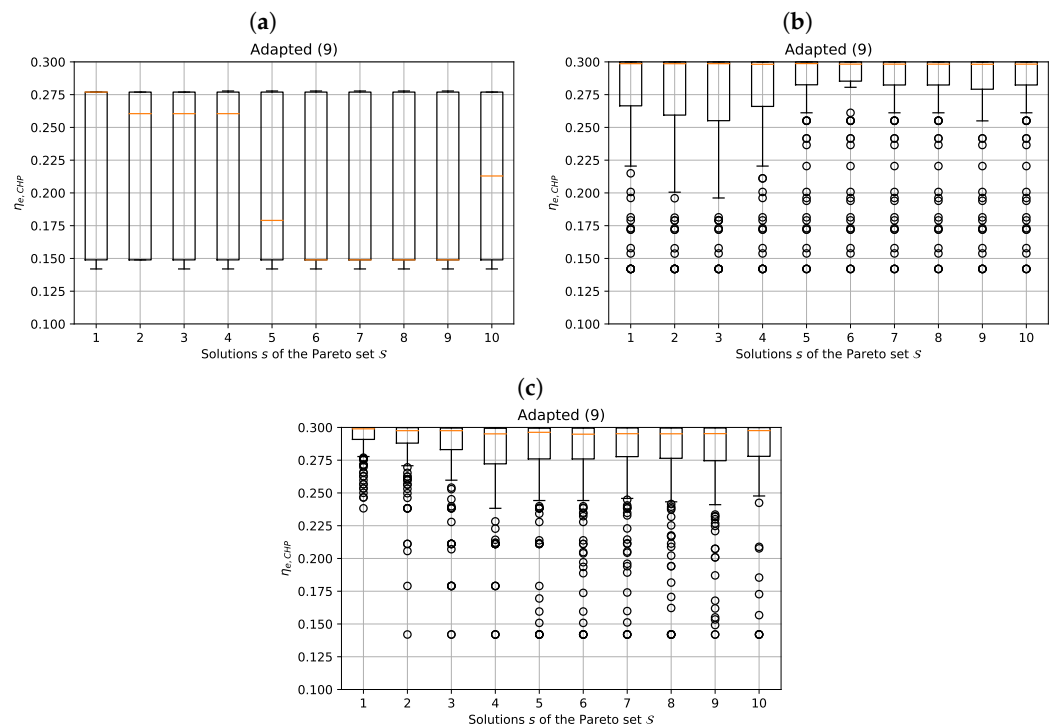 (a)
Adapted (9)
0.300
0.275
0.250
0.225
0.200
0.175
0.150
0.125
0.100
η_{e, CHP}
1 2 3 4 5 6 7 8 9 10
Solutions s of the Pareto set 𝒮
(b)
Adapted (9)
0.300
0.275
0.250
0.225
0.200
0.175
0.150
0.125
0.100
η_{e, CHP}
1 2 3 4 5 6 7 8 9 10
Solutions s of the Pareto set 𝒮
(c)
Adapted (9)
0.300
0.275
0.250
0.225
0.200
0.175
0.150
0.125
0.100
η_{e, CHP}
1 2 3 4 5 6 7 8 9 10
Solutions s of the Pareto set 𝒮